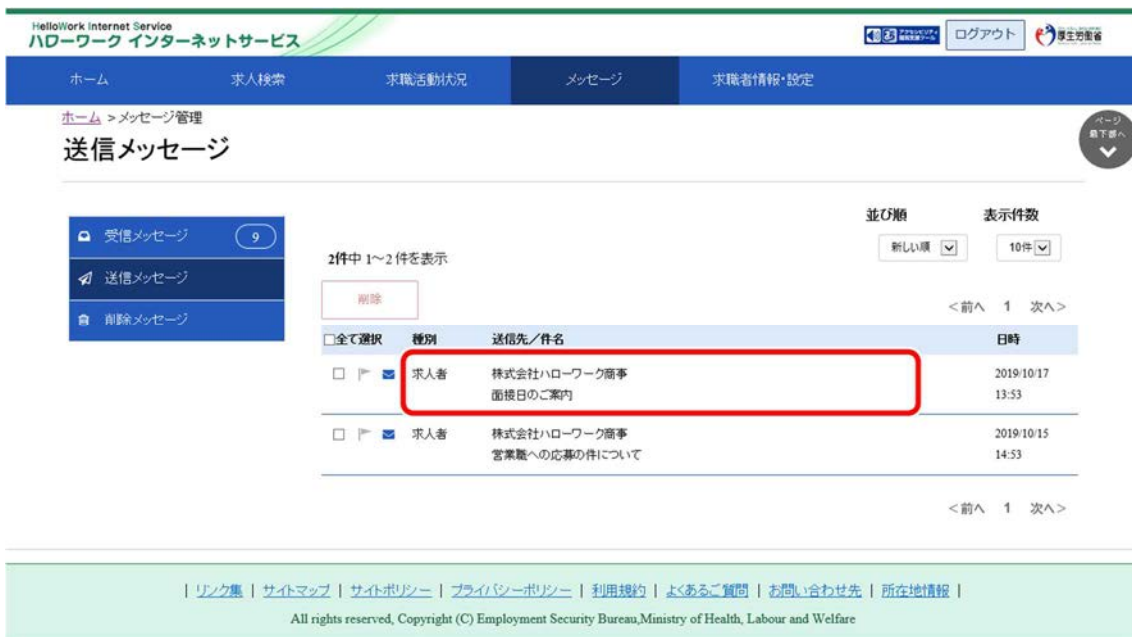 HelloWork Internet Service
ハローワーク インターネットサービス
ログアウト
厚生労働省
ホーム 求人検索 求職活動状況 メッセージ 求職者情報・設定
ホーム >メッセージ管理
ページ
最下部へ
送信メッセージ
並び順 表示件数
受信メッセージ 9
新しい順 10件
2件中 1～2 件を表示
送信メッセージ
削除
<前へ 1 次へ>
削除メッセージ
全て選択 種別 送信先／件名 日時
求人者 株式会社ハローワーク商事 2019/10/17
面接日のご案内 13:53
求人者 株式会社ハローワーク商事 2019/10/15
営業職への応募の件について 14:53
<前へ 1 次へ>
| リンク集 | サイトマップ | サイトポリシー | プライバシーポリシー | 利用規約 | よくあるご質問 | お問い合わせ先 | 所在地情報 |
All rights reserved, Copyright (C) Employment Security Bureau,Ministry of Health, Labour and Welfare